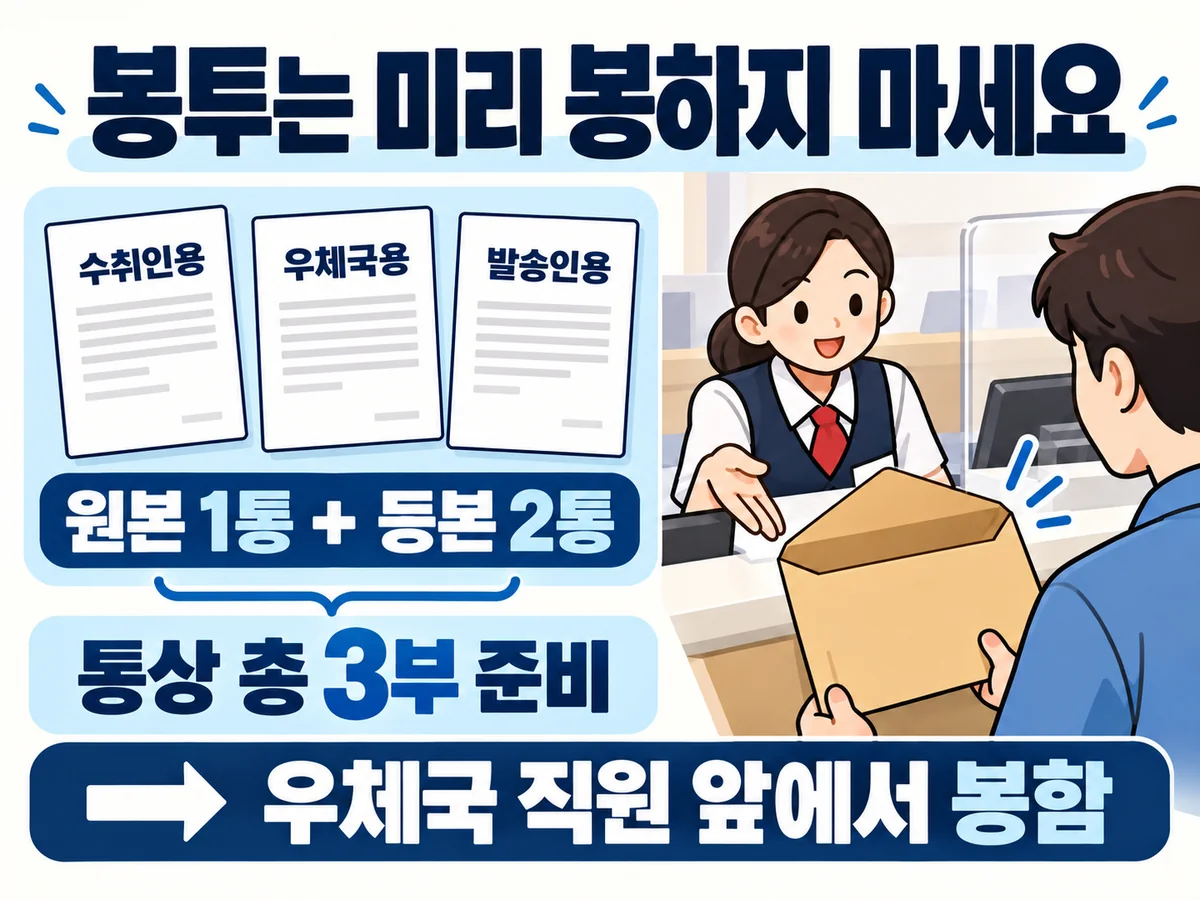 봉투는 미리 봉하지 마세요
수취인용
우체국용
발송인용
원본 1통 + 등본 2통
통상 총 3부 준비
→ 우체국 직원 앞에서 봉함